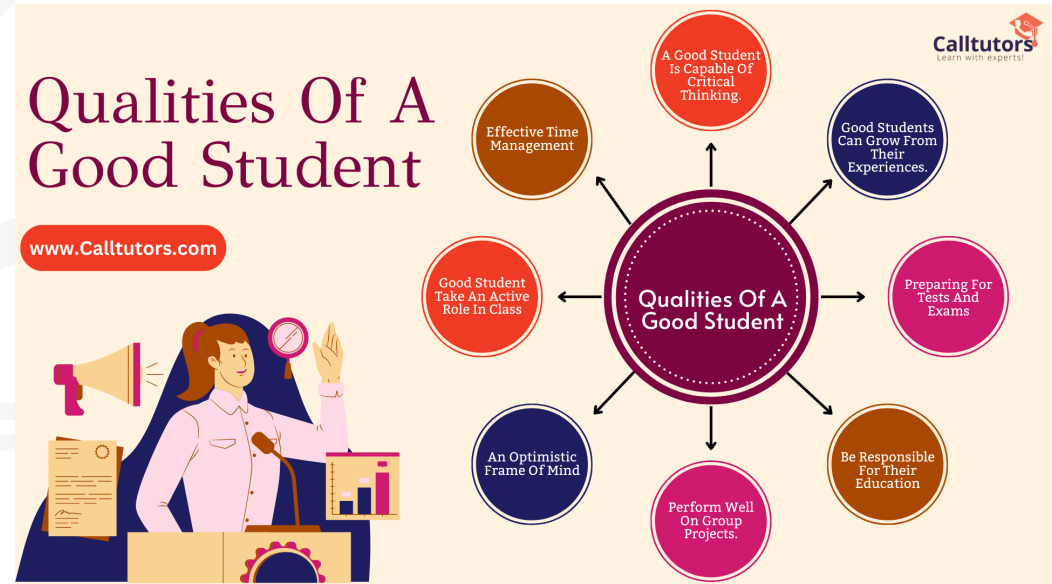 Qualities Of A
Good Student
www.Calltutors.com
Calltutors
Learn with experts!
A Good Student
Is Capable Of
Critical
Thinking.
Good Students
Can Grow From
Their
Experiences.
Preparing For
Tests And
Exams
Be Responsible
For Their
Education
Perform Well
On Group
Projects.
An Optimistic
Frame Of Mind
Good Student
Take An Active
Role In Class
Effective Time
Management
Qualities Of A
Good Student